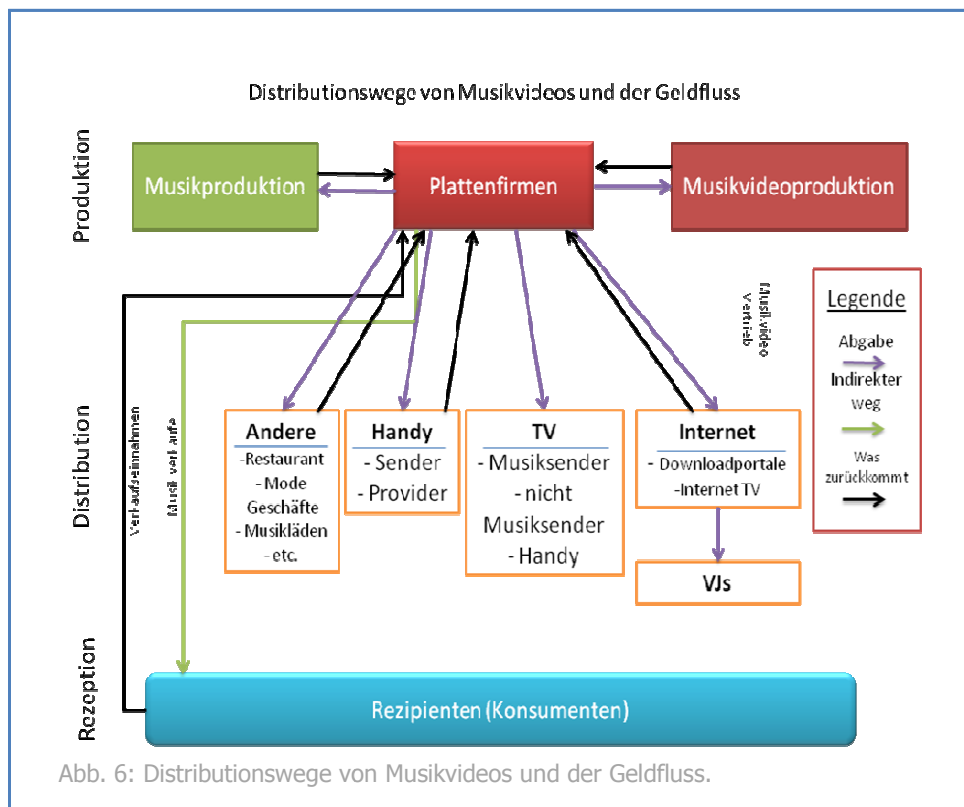 Distributionswege von Musikvideos und der Geldfluss
Produktion
Musikproduktion
Plattenfirmen
Musikvideoproduktion
Musikvideo
Vertrieb
Legende
Abgabe
Indirekter
weg
Was
zurückkommt
Distribution
Verkaufseinnahmen
Musik verkäufe
Andere
-Restaurant
- Mode
Geschäfte
- Musikläden
- etc.
Handy
- Sender
- Provider
TV
- Musiksender
- nicht
Musiksender
- Handy
Internet
- Downloadportale
-Internet TV
VJs
Rezeption
Rezipienten (Konsumenten)
Abb. 6: Distributionswege von Musikvideos und der Geldfluss.